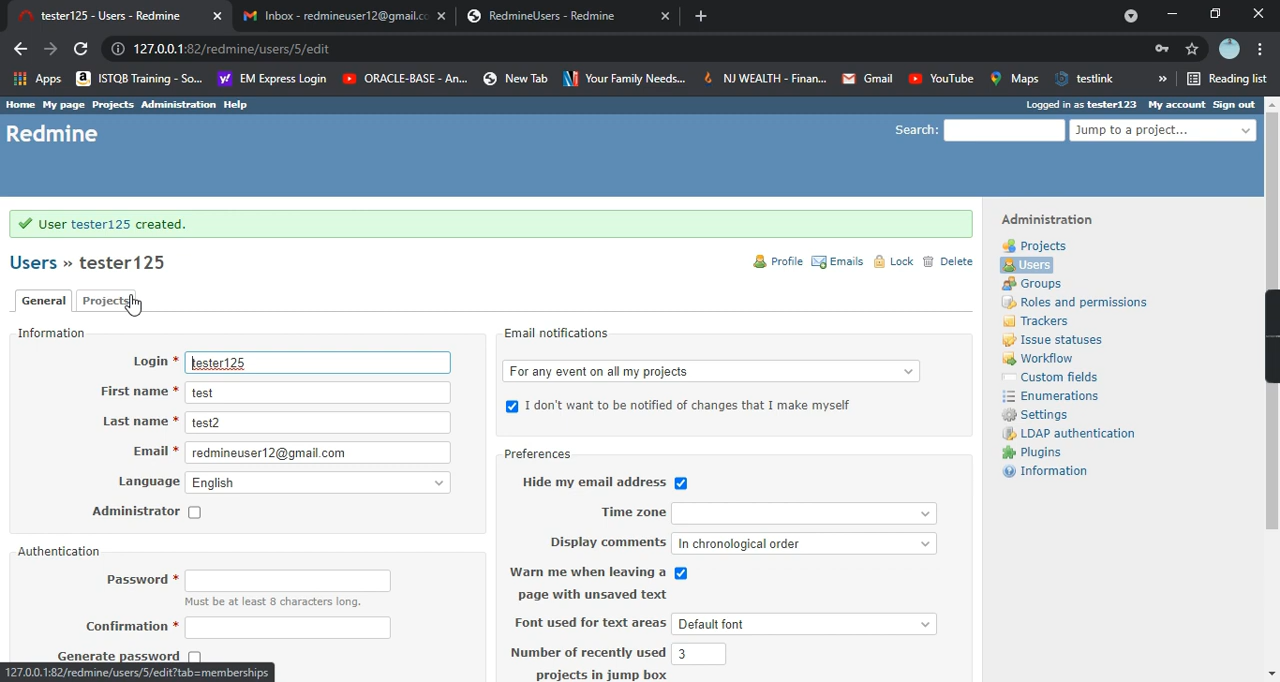 tester125 - Users - Redmine
Inbox - redmineuser12@gmail.co
RedmineUsers - Redmine
127.0.0.1:82/redmine/users/5/edit
Apps ISTQB Training - So... EM Express Login ORACLE-BASE - An... New Tab Your Family Needs... NJ WEALTH - Finan... Gmail YouTube Maps testlink » Reading list
Home My page Projects Administration Help
Logged in as tester123 My account Sign out
Redmine
Search: Jump to a project...
User tester125 created.
Users » tester125
Profile Emails Lock Delete
General Projects
Information
Login * tester125
First name * test
Last name * test2
Email * redmineuser12@gmail.com
Language English
Administrator
Authentication
Password *
Must be at least 8 characters long.
Confirmation *
Generate password
Email notifications
For any event on all my projects
I don't want to be notified of changes that I make myself
Preferences
Hide my email address
Time zone
Display comments In chronological order
Warn me when leaving a
page with unsaved text
Font used for text areas Default font
Number of recently used 3
projects in jump box
Administration
Projects
Users
Groups
Roles and permissions
Trackers
Issue statuses
Workflow
Custom fields
Enumerations
Settings
LDAP authentication
Plugins
Information
127.0.0.1:82/redmine/users/5/edit?tab=memberships